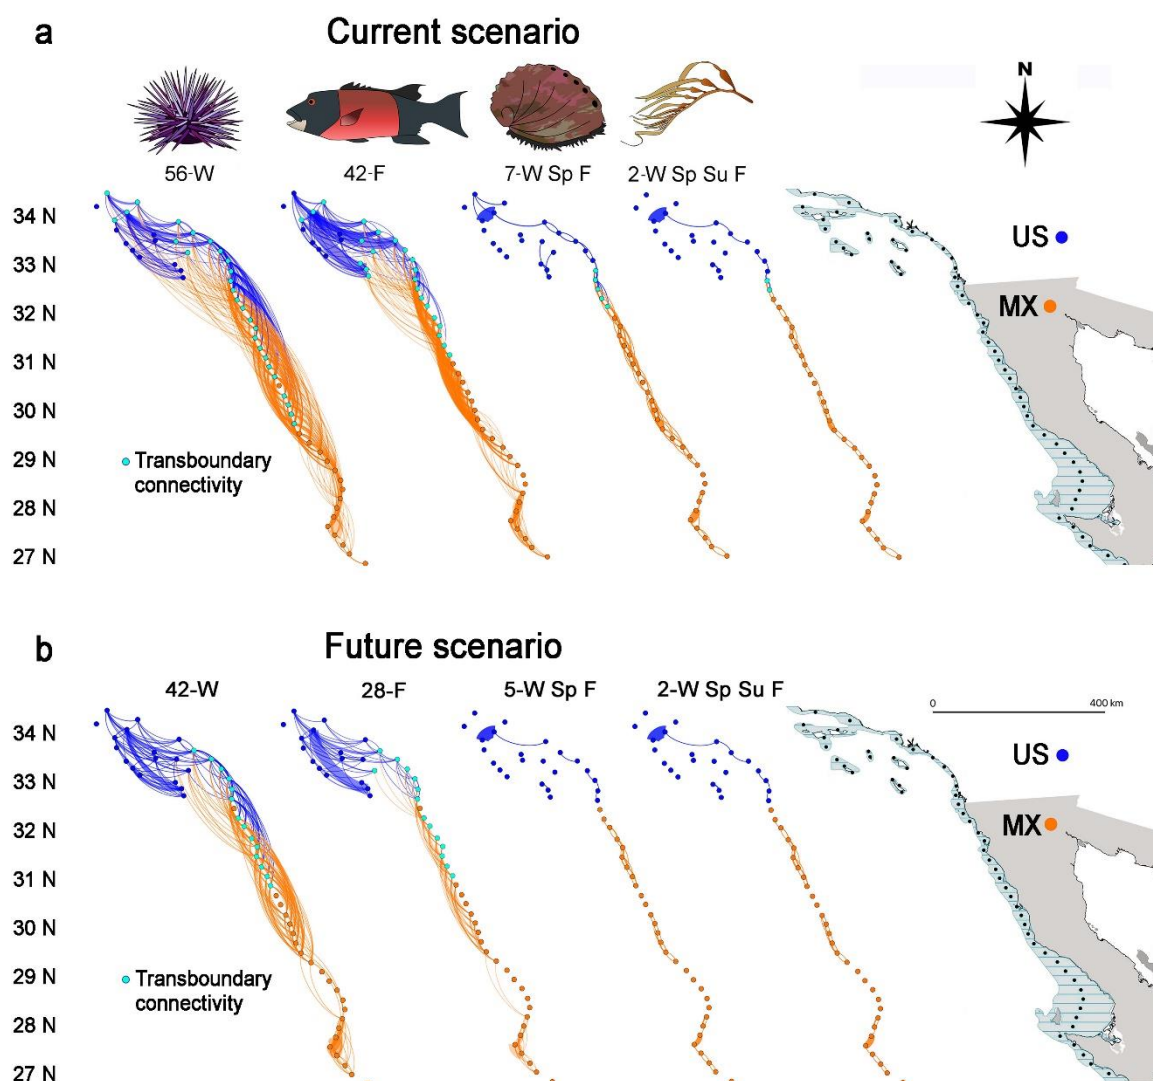 a
Current scenario
N
56-W
42-F
7-W Sp F
2-W Sp Su F
34 N
33 N
32 N
31 N
30 N
29 N
28 N
27 N
US
MX
Transboundary
connectivity
b
Future scenario
42-W
28-F
5-W Sp F
2-W Sp Su F
0
400 km
34 N
33 N
32 N
31 N
30 N
29 N
28 N
27 N
US
MX
Transboundary
connectivity